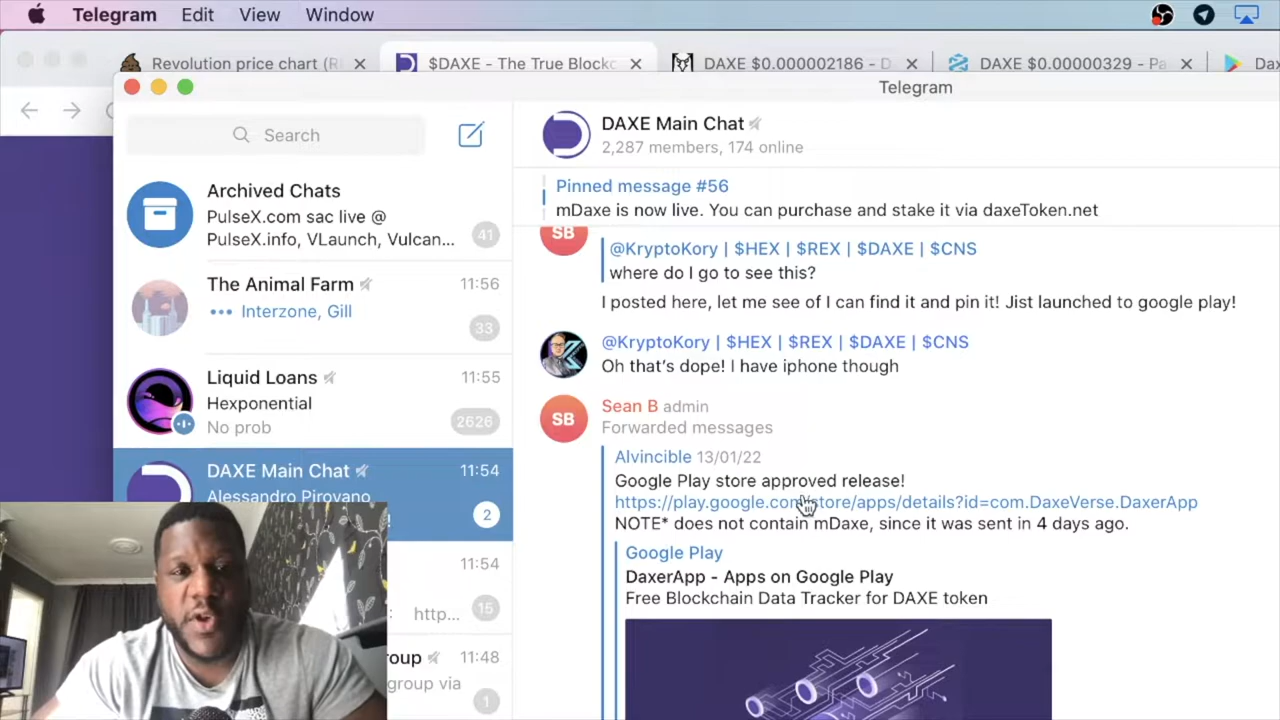 Telegram Edit View Window
Revolution price chart (R
$DAXE - The True Blockc
DAXE $0.000002186 - D
DAXE $0.00000329 - Pa
Dax
Telegram
Search
Archived Chats
PulseX.com sac live @
PulseX.info, VLaunch, Vulcan...
41
The Animal Farm
11:56
Interzone, Gill
33
Liquid Loans
11:55
Hexponential
No prob
2626
DAXE Main Chat
11:54
Alessandro Pirovano
2
11:54
http...
15
oup
11:48
group via
1
DAXE Main Chat
2,287 members, 174 online
Pinned message #56
mDaxe is now live. You can purchase and stake it via daxeToken.net
SB
@KryptoKory | $HEX | $REX | $DAXE | $CNS
where do I go to see this?
I posted here, let me see of I can find it and pin it! Jist launched to google play!
@KryptoKory | $HEX | $REX | $DAXE | $CNS
Oh that's dope! I have iphone though
SB
Sean B admin
Forwarded messages
Alvincible 13/01/22
Google Play store approved release!
https://play.google.com/store/apps/details?id=com.DaxeVerse.DaxerApp
NOTE* does not contain mDaxe, since it was sent in 4 days ago.
Google Play
DaxerApp - Apps on Google Play
Free Blockchain Data Tracker for DAXE token